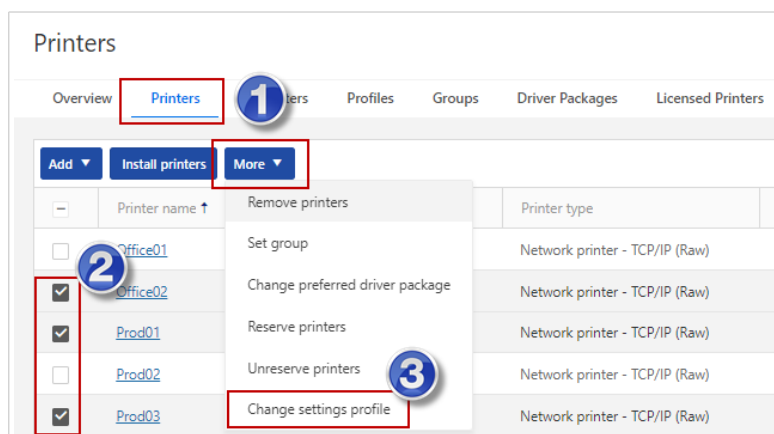 Printers
Overview Printers 1 ters Profiles Groups Driver Packages Licensed Printers
Add Install printers More
Printer name Remove printers Printer type
Office01 Set group Network printer - TCP/IP (Raw)
2
Office02 Change preferred driver package Network printer - TCP/IP (Raw)
Prod01 Reserve printers Network printer - TCP/IP (Raw)
Prod02 Unreserve printers 3 Network printer - TCP/IP (Raw)
Prod03 Change settings profile Network printer - TCP/IP (Raw)